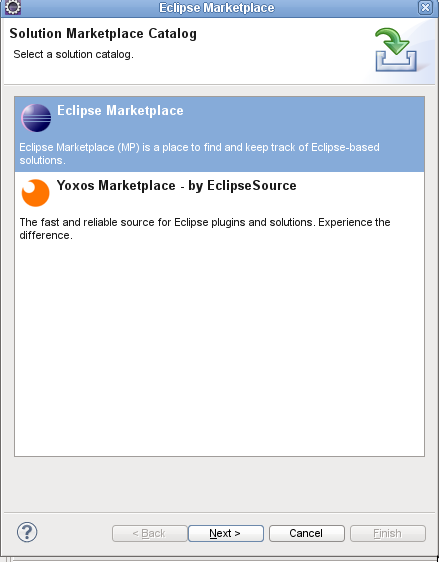 Eclipse Marketplace
Solution Marketplace Catalog
Select a solution catalog.
Eclipse Marketplace
Eclipse Marketplace (MP) is a place to find and keep track of Eclipse-based
solutions.
Yoxos Marketplace - by EclipseSource
The fast and reliable source for Eclipse plugins and solutions. Experience the
difference.
?
< Back
Next >
Cancel
Finish